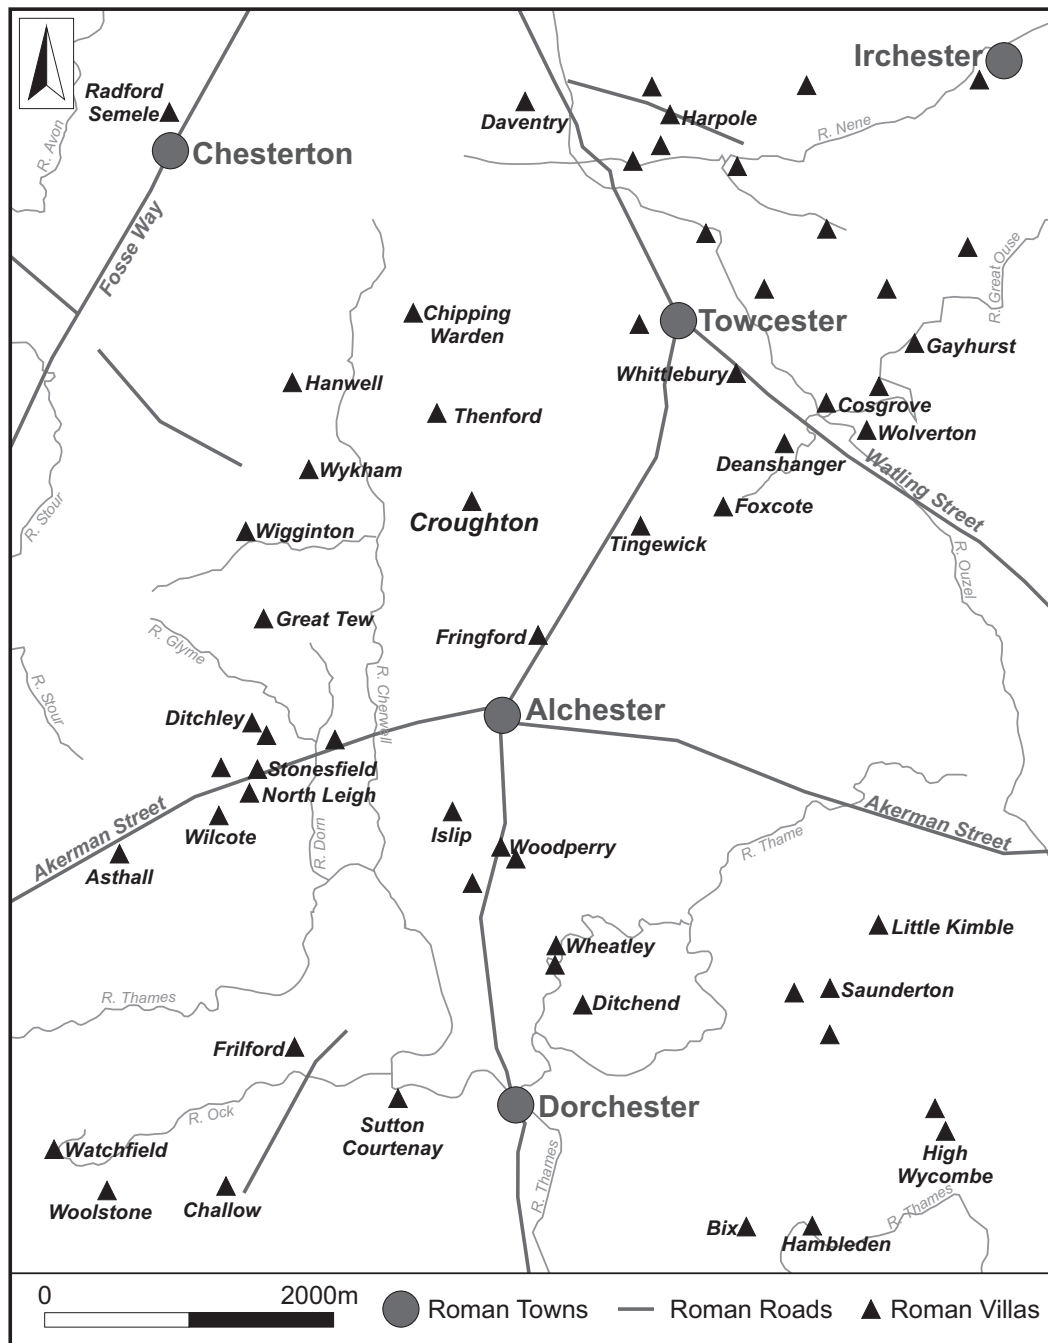 Irchester
Radford
Semele
Daventry
Harpole
R. Nene
R. Avon
Chesterton
Fosse Way
R. Great Ouse
Chipping
Warden
Towcester
Gayhurst
Whittlebury
Hanwell
Cosgrove
Thenford
Wolverton
Deanshanger
Wykham
Watling Street
R. Stour
Croughton
Foxcote
Wigginton
Tingewick
R. Ouzel
Great Tew
R. Glyme
Fringford
R. Stour
R. Cherwell
Ditchley
Alchester
Stonesfield
North Leigh
Akerman Street
Wilcote
Islip
R. Dorn
Woodperry
R. Thame
Akerman Street
Asthall
Little Kimble
Wheatley
R. Thames
Ditchend
Saunderton
Frilford
R. Ock
Sutton
Courtenay
Dorchester
Watchfield
High
Wycombe
R. Thames
Woolstone
Challow
R. Thames
Bix
Hambleden
0 2000m
Roman Towns
Roman Roads
Roman Villas